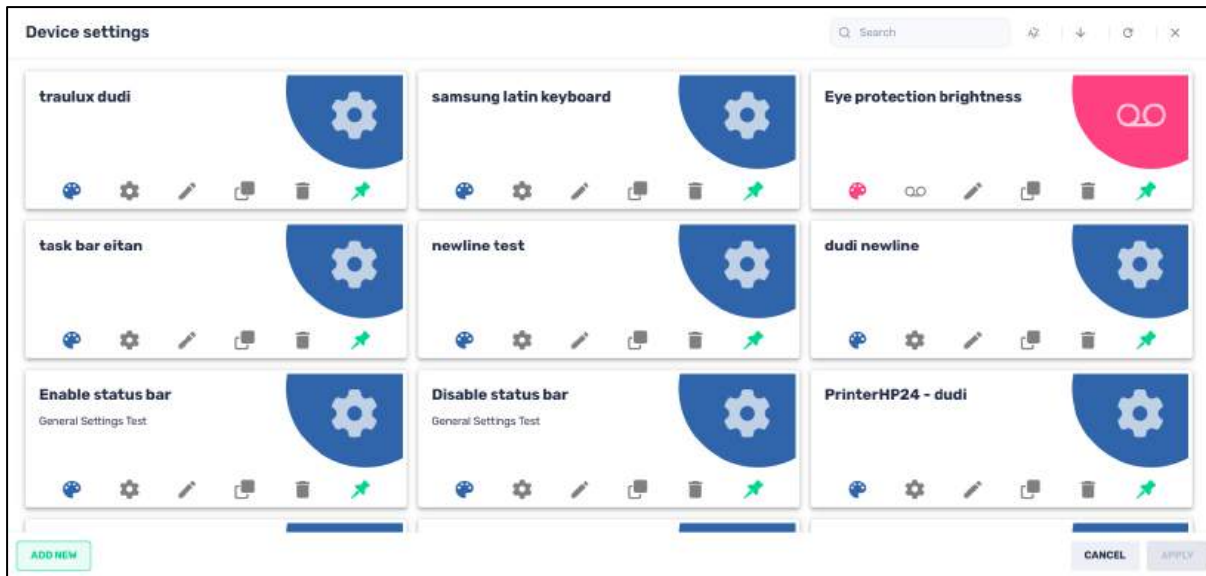 Device settings
Search
traulux dudi
samsung latin keyboard
Eye protection brightness
task bar eitan
newline test
dudi newline
Enable status bar
General Settings Test
Disable status bar
General Settings Test
PrinterHP24 - dudi
ADD NEW
CANCEL
APPLY